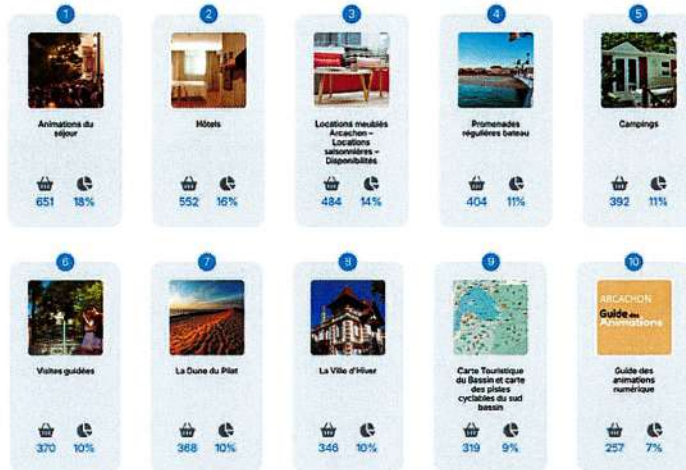 1
Animations du
séjour
651 18%
2
Hôtels
552 16%
3
Locations meublés
Arcachon –
Locations
saisonnières –
Disponibilités
484 14%
4
Promenades
régulières bateau
404 11%
5
Campings
392 11%
6
Visites guidées
370 10%
7
La Dune du Pilat
368 10%
8
La Ville d'Hiver
346 10%
9
Carte Touristique
du Bassin et carte
des pistes
cyclables du sud
bassin
319 9%
10
ARCACHON
Guide des
Animations
Guide des
animations
numérique
257 7%